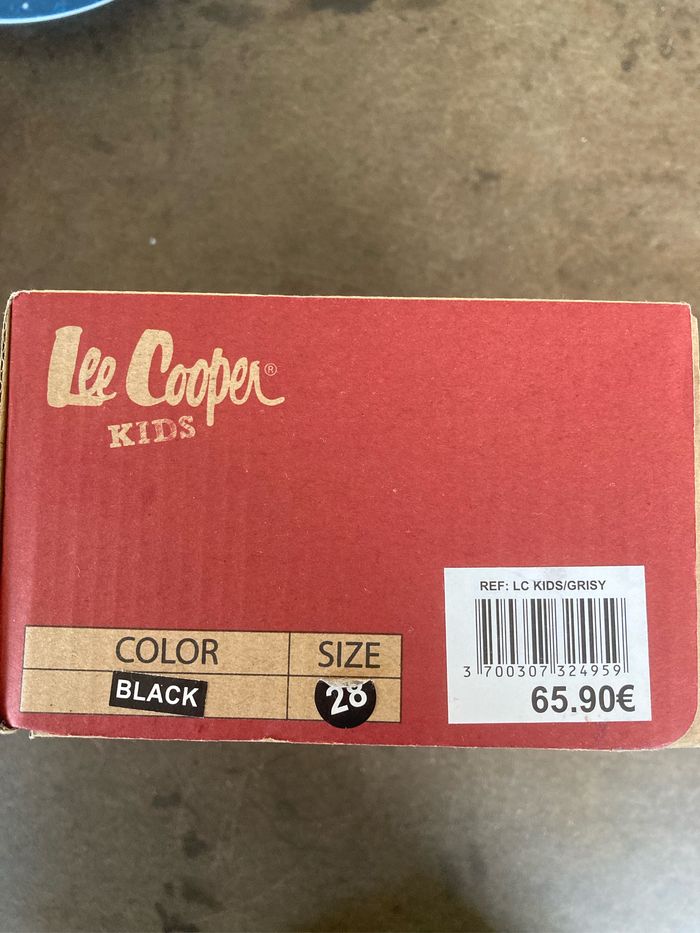 Lee Cooper®
KIDS
REF: LC KIDS/GRISY
3 700307 324959
65.90€
COLOR SIZE
BLACK 28